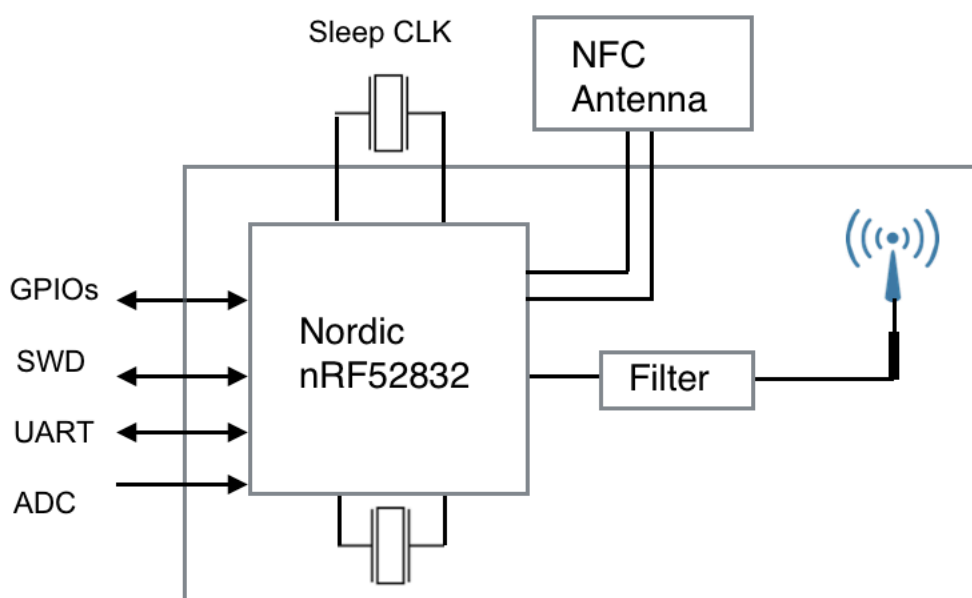 Sleep CLK
NFC
Antenna
GPIOs
Nordic
nRF52832
SWD
Filter
UART
ADC